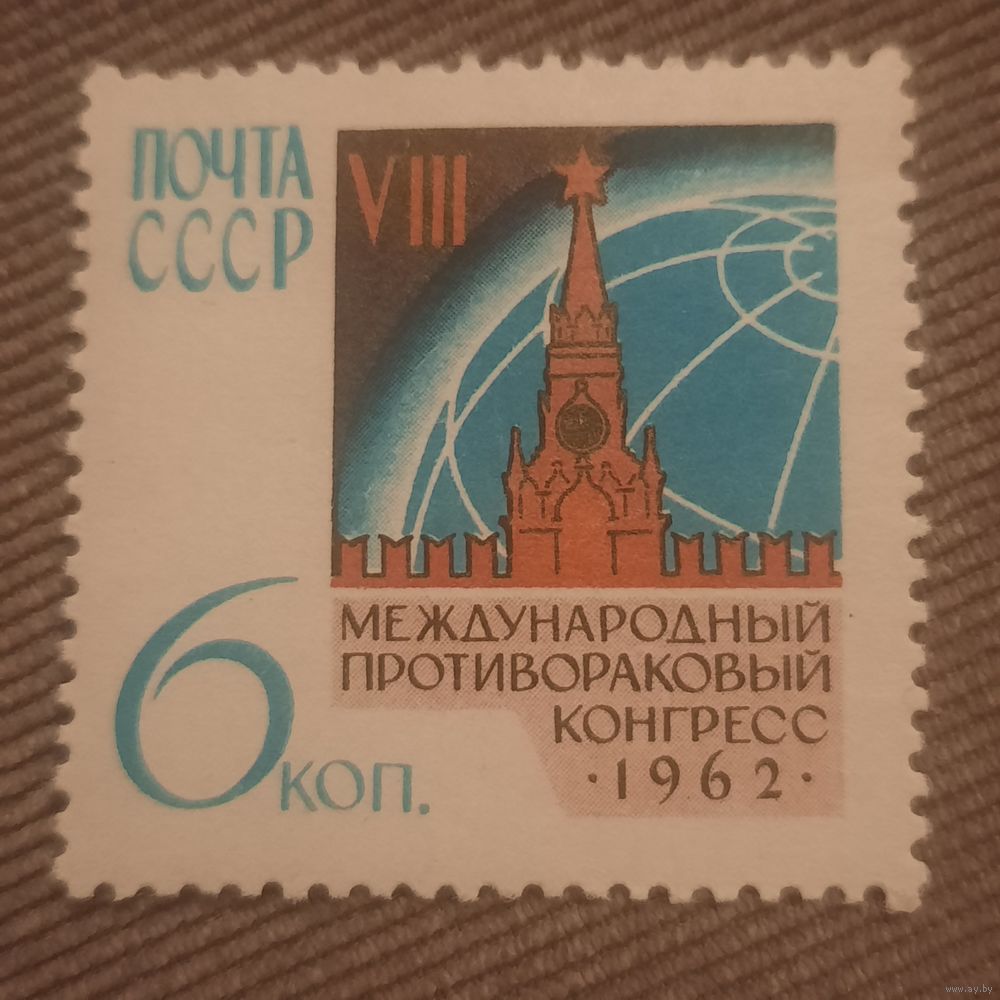 ПОЧТА
СССР
VIII
6 КОП.
МЕЖДУНАРОДНЫЙ
ПРОТИВОРАКОВЫЙ
КОНГРЕСС
·1962·
www.ay.by